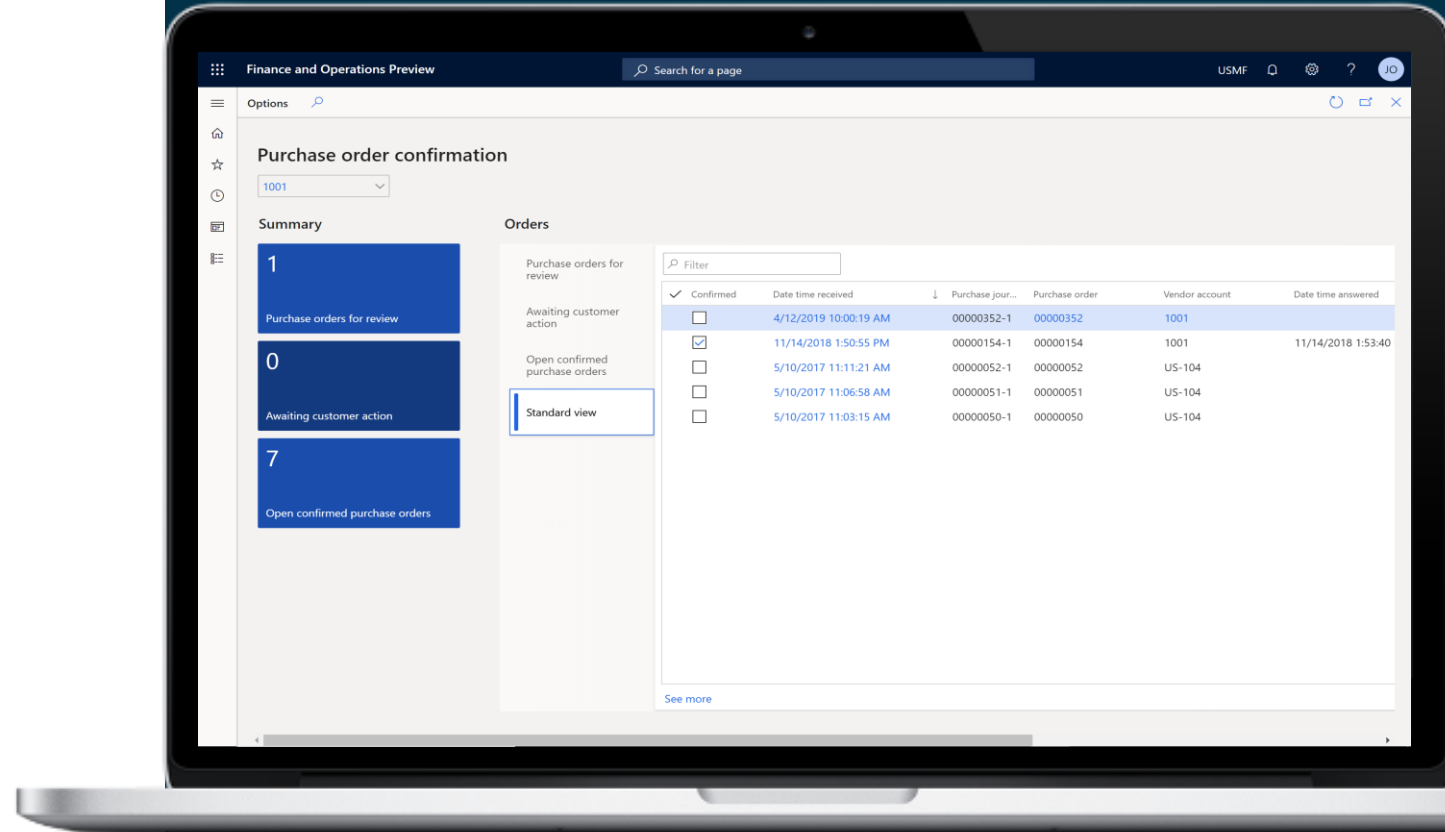 Finance and Operations Preview
Search for a page
USMF
?
JO
Options
Purchase order confirmation
1001
Summary
Orders
1
Purchase orders for review
0
Awaiting customer action
7
Open confirmed purchase orders
Purchase orders for
review
Awaiting customer
action
Open confirmed
purchase orders
Standard view
Filter
Confirmed Date time received Purchase jour... Purchase order Vendor account Date time answered
4/12/2019 10:00:19 AM 00000352-1 00000352 1001
11/14/2018 1:50:55 PM 00000154-1 00000154 1001 11/14/2018 1:53:40
5/10/2017 11:11:21 AM 00000052-1 00000052 US-104
5/10/2017 11:06:58 AM 00000051-1 00000051 US-104
5/10/2017 11:03:15 AM 00000050-1 00000050 US-104
See more